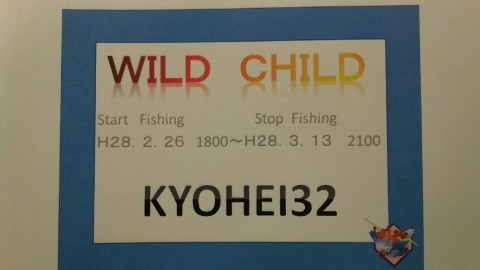 WILD CHILD
Start Fishing Stop Fishing
H28. 2. 26 1800～H28. 3. 13 2100
KYOHEI32